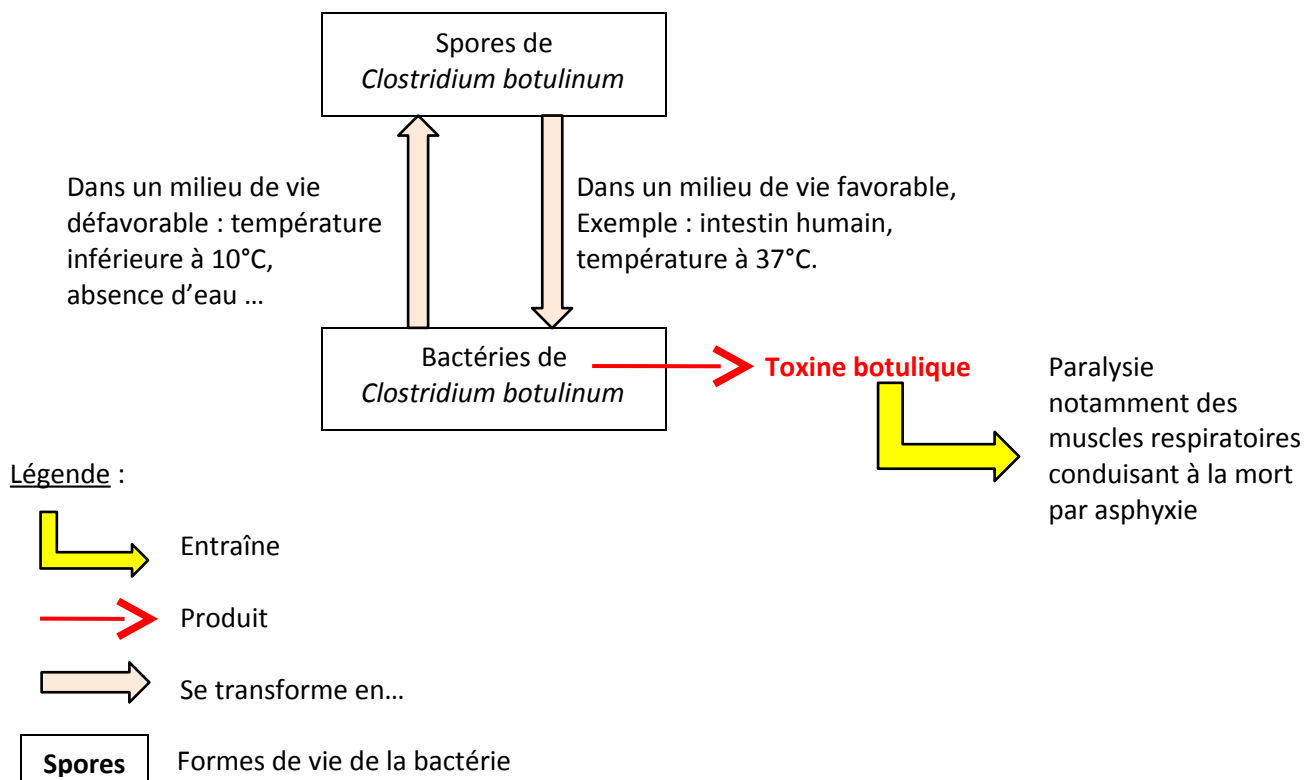 Spores de
Clostridium botulinum
Dans un milieu de vie
défavorable : température
inférieure à 10°C,
absence d'eau ...
Dans un milieu de vie favorable,
Exemple : intestin humain,
température à 37°C.
Bactéries de
Clostridium botulinum
Toxine botulique
Paralysie
notamment des
muscles respiratoires
conduisant à la mort
par asphyxie
Légende :
Entraîne
Produit
Se transforme en...
Spores
Formes de vie de la bactérie